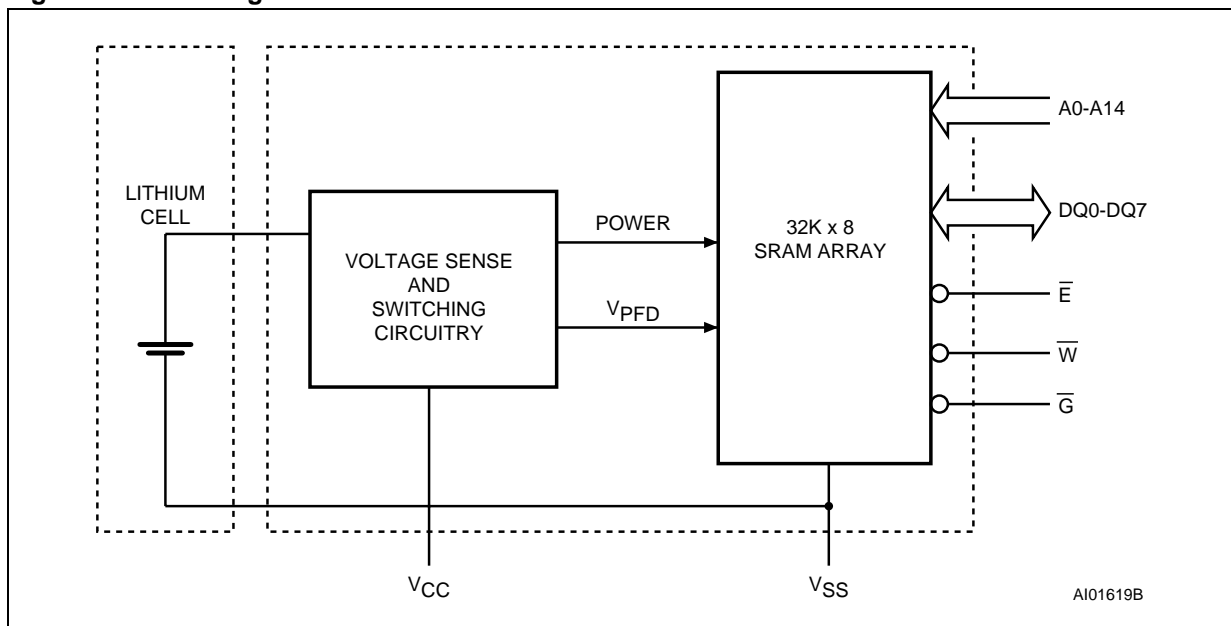 LITHIUM
CELL
VOLTAGE SENSE
AND
SWITCHING
CIRCUITRY
POWER
VPFD
32K x 8
SRAM ARRAY
A0-A14
DQ0-DQ7
E̅
W̅
G̅
VCC
VSS
AI01619B